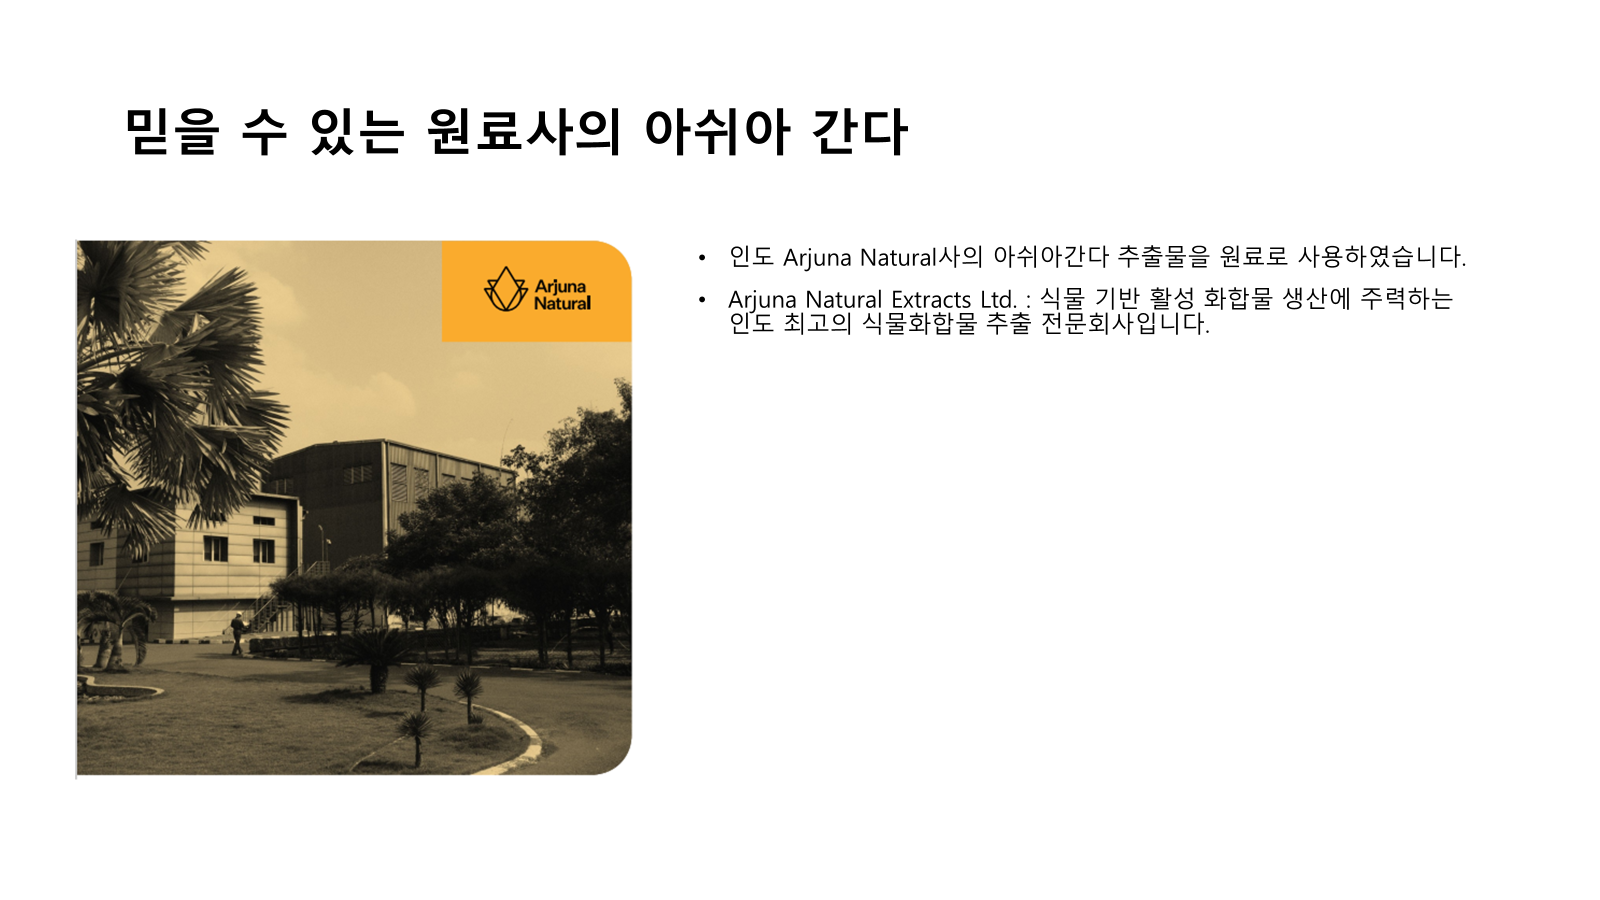 믿을 수 있는 원료사의 아쉬아 간다
Arjuna
Natural
• 인도 Arjuna Natural사의 아쉬아간다 추출물을 원료로 사용하였습니다.
• Arjuna Natural Extracts Ltd. : 식물 기반 활성 화합물 생산에 주력하는
인도 최고의 식물화합물 추출 전문회사입니다.